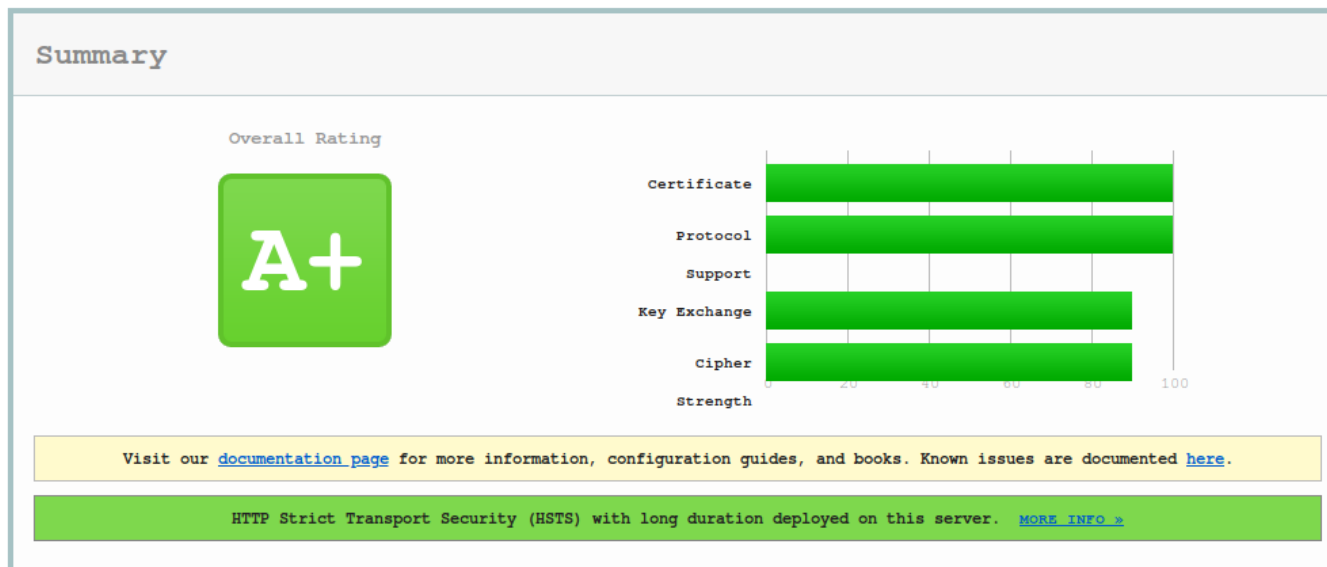 Summary
Overall Rating
A+
Certificate
Protocol
Support
Key Exchange
Cipher
Strength
0 20 40 60 80 100
Visit our documentation page for more information, configuration guides, and books. Known issues are documented here.
HTTP Strict Transport Security (HSTS) with long duration deployed on this server. MORE INFO »